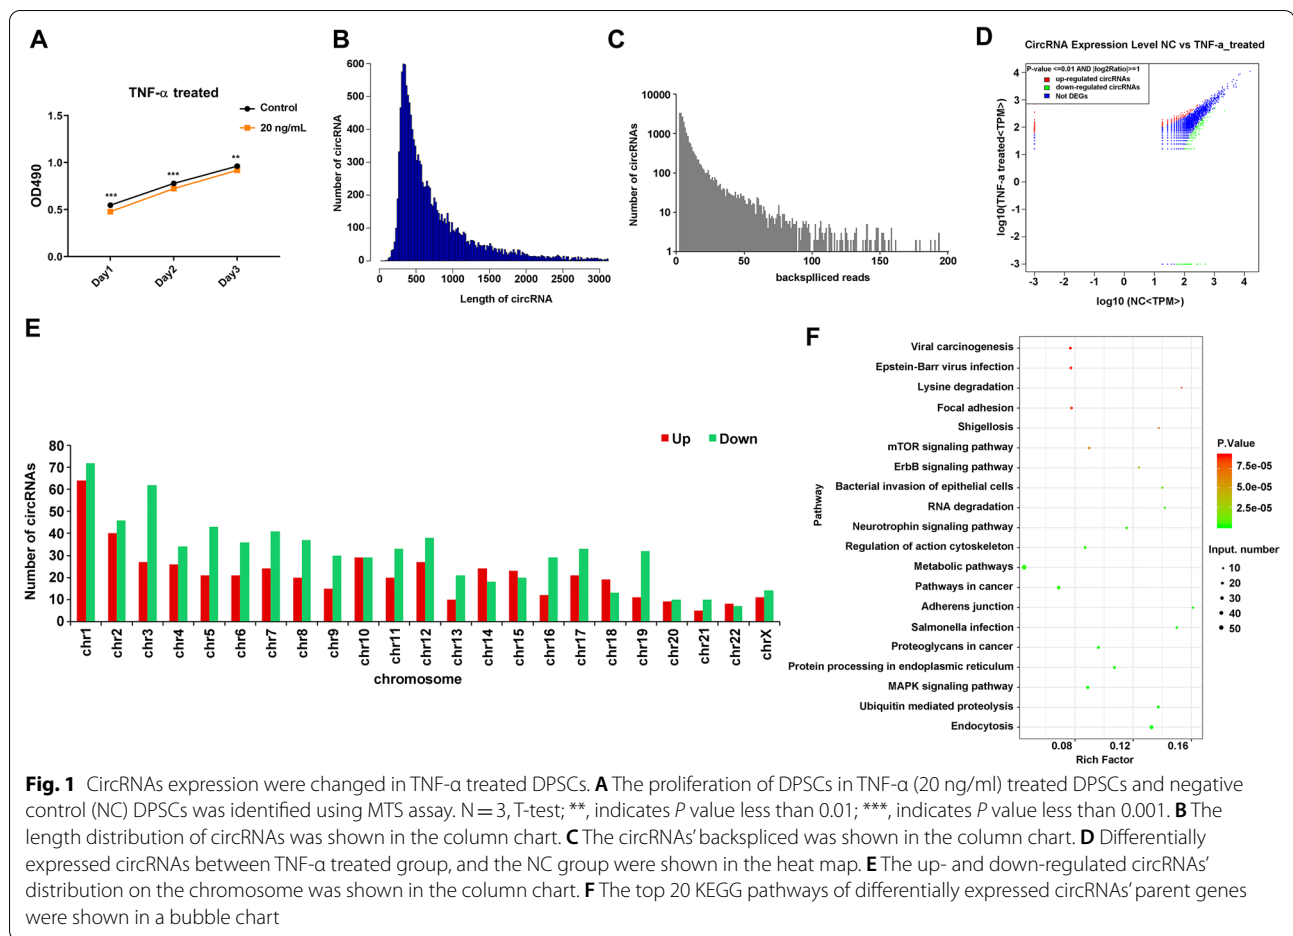 A
TNF-α treated
Control
20 ng/mL
OD490
1.5
1.0
0.5
0.0
***
***
**
Day1
Day2
Day3
B
Number of circRNA
600
500
400
300
200
100
0
0
500
1000
1500
2000
2500
3000
Length of circRNA
C
Number of circRNAs
10000
1000
100
10
1
0
50
100
150
200
backsplliced reads
D
CircRNA Expression Level NC vs TNF-a_treated
P-value <=0.01 AND |log2Ratio|>=1
up-regulated circRNAs
down-regulated circRNAs
Not DEGs
log10(TNF-a treated<TPM>)
4
3
2
1
0
-1
-2
-3
-3
-2
-1
0
1
2
3
4
log10 (NC<TPM>)
E
Up
Down
Number of circRNAs
80
70
60
50
40
30
20
10
0
chr1
chr2
chr3
chr4
chr5
chr6
chr7
chr8
chr9
chr10
chr11
chr12
chr13
chr14
chr15
chr16
chr17
chr18
chr19
chr20
chr21
chr22
chrX
chromosome
F
Pathway
Viral carcinogenesis
Epstein-Barr virus infection
Lysine degradation
Focal adhesion
Shigellosis
mTOR signaling pathway
ErbB signaling pathway
Bacterial invasion of epithelial cells
RNA degradation
Neurotrophin signaling pathway
Regulation of action cytoskeleton
Metabolic pathways
Pathways in cancer
Adherens junction
Salmonella infection
Proteoglycans in cancer
Protein processing in endoplasmic reticulum
MAPK signaling pathway
Ubiquitin mediated proteolysis
Endocytosis
0.08
0.12
0.16
Rich Factor
P.Value
7.5e-05
5.0e-05
2.5e-05
Input. number
10
20
30
40
50
Fig. 1 CircRNAs expression were changed in TNF-α treated DPSCs. A The proliferation of DPSCs in TNF-α (20 ng/ml) treated DPSCs and negative
control (NC) DPSCs was identified using MTS assay. N = 3, T-test; **, indicates P value less than 0.01; ***, indicates P value less than 0.001. B The
length distribution of circRNAs was shown in the column chart. C The circRNAs’ backspliced was shown in the column chart. D Differentially
expressed circRNAs between TNF-α treated group, and the NC group were shown in the heat map. E The up- and down-regulated circRNAs’
distribution on the chromosome was shown in the column chart. F The top 20 KEGG pathways of differentially expressed circRNAs’ parent genes
were shown in a bubble chart